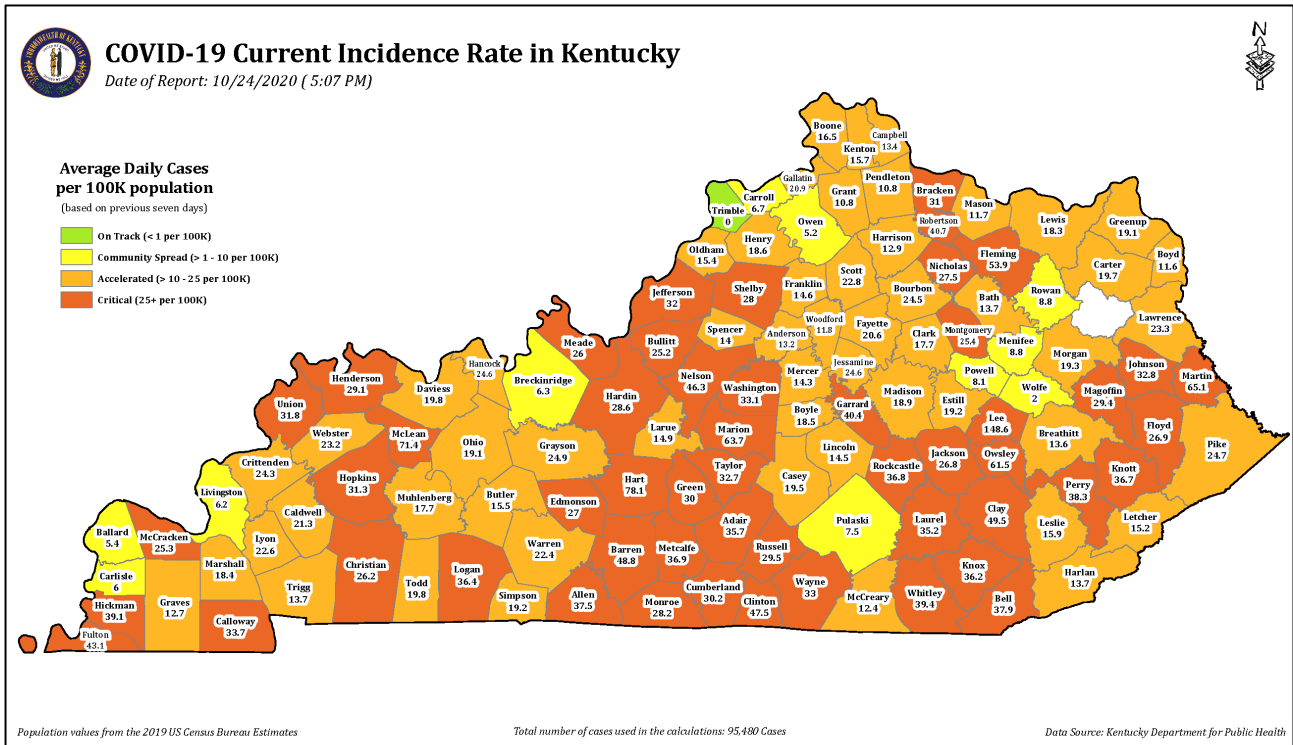 COVID-19 Current Incidence Rate in Kentucky
Date of Report: 10/24/2020 ( 5:07 PM)
N
Average Daily Cases
per 100K population
(based on previous seven days)
On Track (< 1 per 100K)
Community Spread (> 1 - 10 per 100K)
Accelerated (> 10 - 25 per 100K)
Critical (25+ per 100K)
Boone
16.5
Kenton
15.7
Campbell
13.4
Gallatin
20.9
Carroll
6.7
Trimble
0
Owen
5.2
Grant
10.8
Pendleton
10.8
Bracken
31
Mason
11.7
Robertson
40.7
Lewis
18.3
Greenup
19.1
Boyd
11.6
Carter
19.7
Lawrence
23.3
Oldham
15.4
Henry
18.6
Harrison
12.9
Nicholas
27.5
Fleming
53.9
Rowan
8.8
Bath
13.7
Jefferson
32
Shelby
28
Franklin
14.6
Scott
22.8
Bourbon
24.5
Spencer
14
Anderson
13.2
Woodford
11.8
Fayette
20.6
Clark
17.7
Montgomery
25.4
Menifee
8.8
Morgan
19.3
Johnson
32.8
Martin
65.1
Meade
26
Bullitt
25.2
Nelson
46.3
Washington
33.1
Mercer
14.3
Jessamine
24.6
Madison
18.9
Estill
19.2
Powell
8.1
Wolfe
2
Magoffin
29.4
Floyd
26.9
Pike
24.7
Hancock
24.6
Breckinridge
6.3
Hardin
28.6
Larue
14.9
Marion
63.7
Boyle
18.5
Garrard
40.4
Lincoln
14.5
Lee
148.6
Owsley
61.5
Breathitt
13.6
Knott
36.7
Perry
38.3
Letcher
15.2
Henderson
29.1
Daviess
19.8
Union
31.8
Webster
23.2
McLean
71.4
Ohio
19.1
Grayson
24.9
Hart
78.1
Green
30
Taylor
32.7
Casey
19.5
Rockcastle
36.8
Jackson
26.8
Clay
49.5
Leslie
15.9
Harlan
13.7
Crittenden
24.3
Livingston
6.2
Hopkins
31.3
Muhlenberg
17.7
Butler
15.5
Edmonson
27
Adair
35.7
Pulaski
7.5
Laurel
35.2
Knox
36.2
Bell
37.9
Ballard
5.4
McCracken
25.3
Caldwell
21.3
Lyon
22.6
Marshall
18.4
Carlisle
6
Hickman
39.1
Fulton
43.1
Graves
12.7
Calloway
33.7
Trigg
13.7
Christian
26.2
Todd
19.8
Logan
36.4
Simpson
19.2
Warren
22.4
Allen
37.5
Barren
48.8
Metcalfe
36.9
Monroe
28.2
Cumberland
30.2
Clinton
47.5
Russell
29.5
Wayne
33
McCreary
12.4
Whitley
39.4
Population values from the 2019 US Census Bureau Estimates
Total number of cases used in the calculations: 95,480 Cases
Data Source: Kentucky Department for Public Health